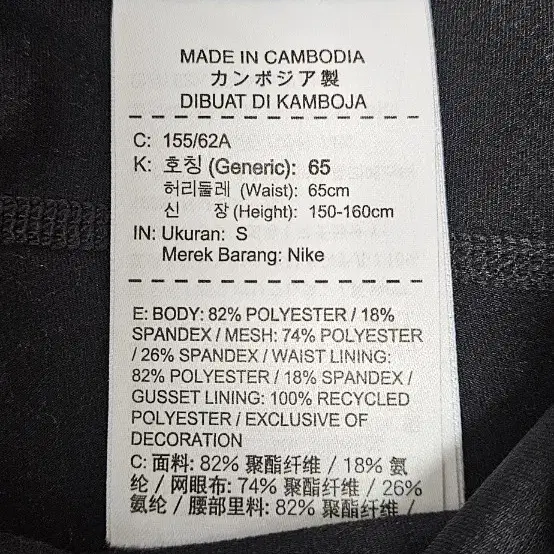 MADE IN CAMBODIA
カンボジア製
DIBUAT DI KAMBOJA
C: 155/62A
K: 호칭 (Generic): 65
허리둘레 (Waist): 65cm
신 장 (Height): 150-160cm
IN: Ukuran: S
Merek Barang: Nike
E: BODY: 82% POLYESTER / 18%
SPANDEX / MESH: 74% POLYESTER
/ 26% SPANDEX / WAIST LINING:
82% POLYESTER / 18% SPANDEX /
GUSSET LINING: 100% RECYCLED
POLYESTER / EXCLUSIVE OF
DECORATION
C: 面料: 82% 聚酯纤维 / 18% 氨
纶 / 网眼布: 74% 聚酯纤维 / 26%
氨纶 / 腰部里料: 82% 聚酯纤维 /